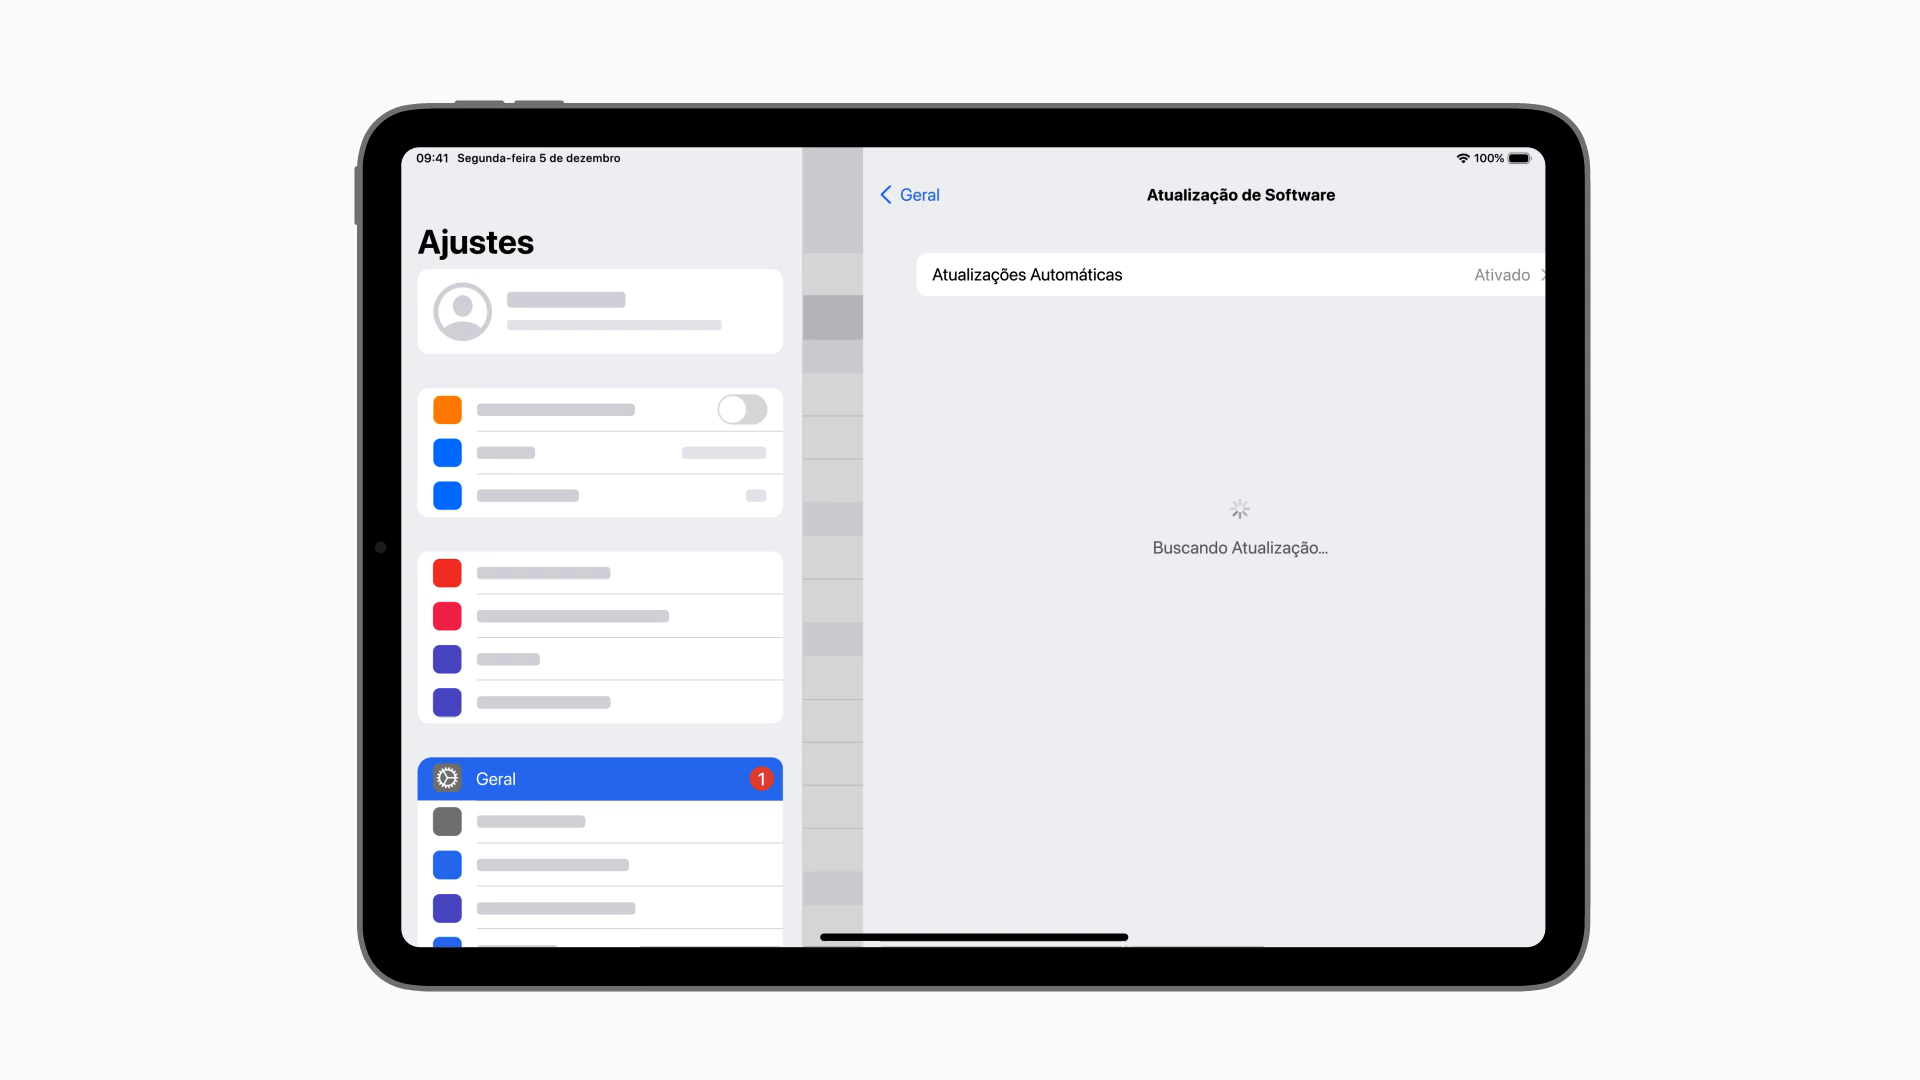 09:41 Segunda-feira 5 de dezembro
100%
Ajustes
Geral
1
Geral
Atualização de Software
Atualizações Automáticas
Ativado
Buscando Atualização...